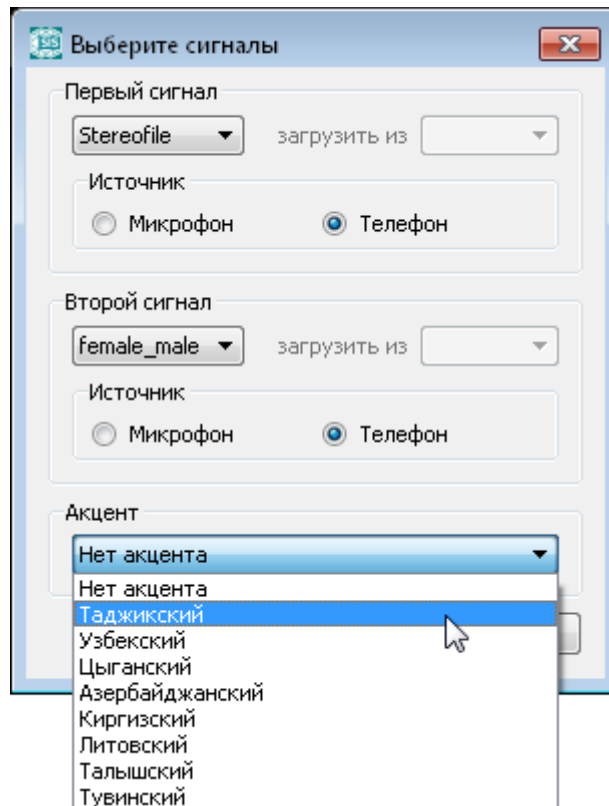 SIS Выберите сигналы
Первый сигнал
Stereofile загрузить из
Источник
Микрофон Телефон
Второй сигнал
female_male загрузить из
Источник
Микрофон Телефон
Акцент
Нет акцента
Нет акцента
Таджикский
Узбекский
Цыганский
Азербайджанский
Киргизский
Литовский
Талышский
Тувинский